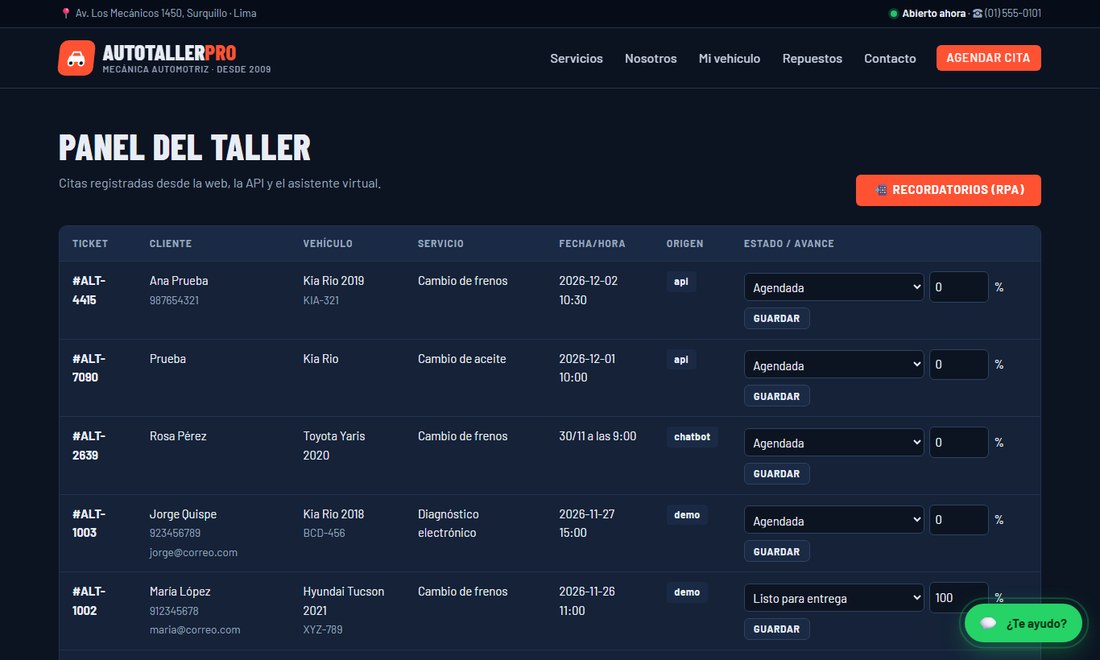 Av. Los Mecánicos 1450, Surquillo · Lima
Abierto ahora · ☎ (01) 555-0101
AUTOTALLERPRO
MECÁNICA AUTOMOTRIZ · DESDE 2009
Servicios Nosotros Mi vehículo Repuestos Contacto AGENDAR CITA
PANEL DEL TALLER
Citas registradas desde la web, la API y el asistente virtual.
RECORDATORIOS (RPA)
TICKET CLIENTE VEHÍCULO SERVICIO FECHA/HORA ORIGEN ESTADO / AVANCE
#ALT- Ana Prueba Kia Rio 2019 Cambio de frenos 2026-12-02 api Agendada 0 %
4415 987654321 KIA-321 10:30
GUARDAR
#ALT- Prueba Kia Rio Cambio de aceite 2026-12-01 api Agendada 0 %
7090 10:00
GUARDAR
#ALT- Rosa Pérez Toyota Yaris Cambio de frenos 30/11 a las 9:00 chatbot Agendada 0 %
2639 2020
GUARDAR
#ALT- Jorge Quispe Kia Rio 2018 Diagnóstico 2026-11-27 demo Agendada 0 %
1003 923456789 BCD-456 electrónico 15:00
jorge@correo.com GUARDAR
#ALT- María López Hyundai Tucson Cambio de frenos 2026-11-26 demo Listo para entrega 100 %
1002 912345678 2021 11:00
maria@correo.com XYZ-789 GUARDAR
¿Te ayudo?